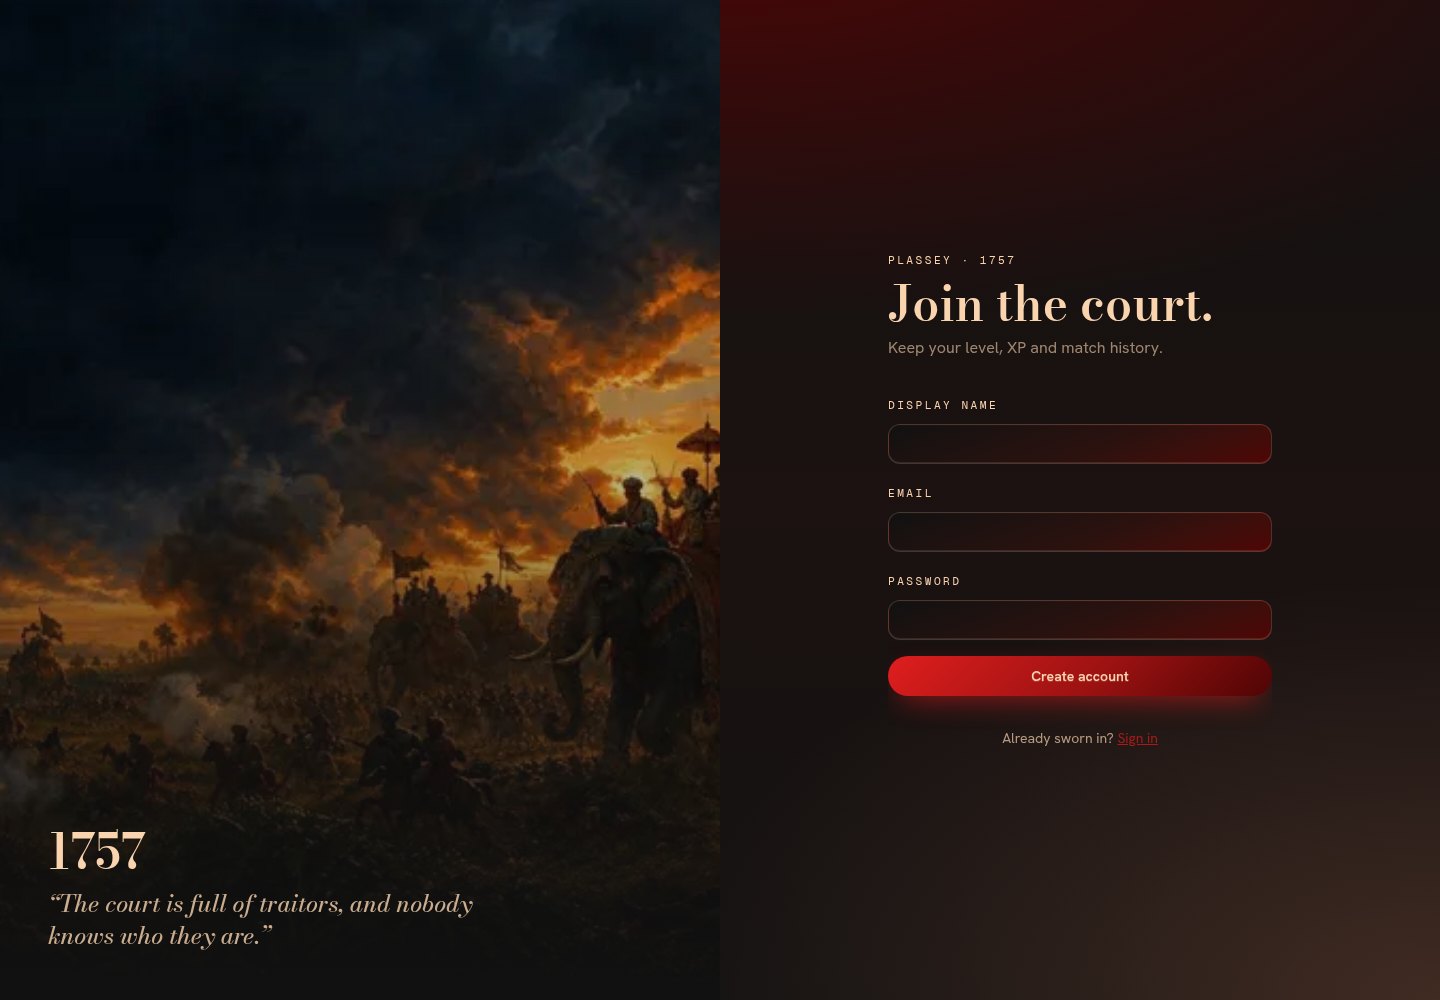 PLASSEY · 1757
Join the court.
Keep your level, XP and match history.
DISPLAY NAME
EMAIL
PASSWORD
Create account
Already sworn in? Sign in
1757
“The court is full of traitors, and nobody
knows who they are.”